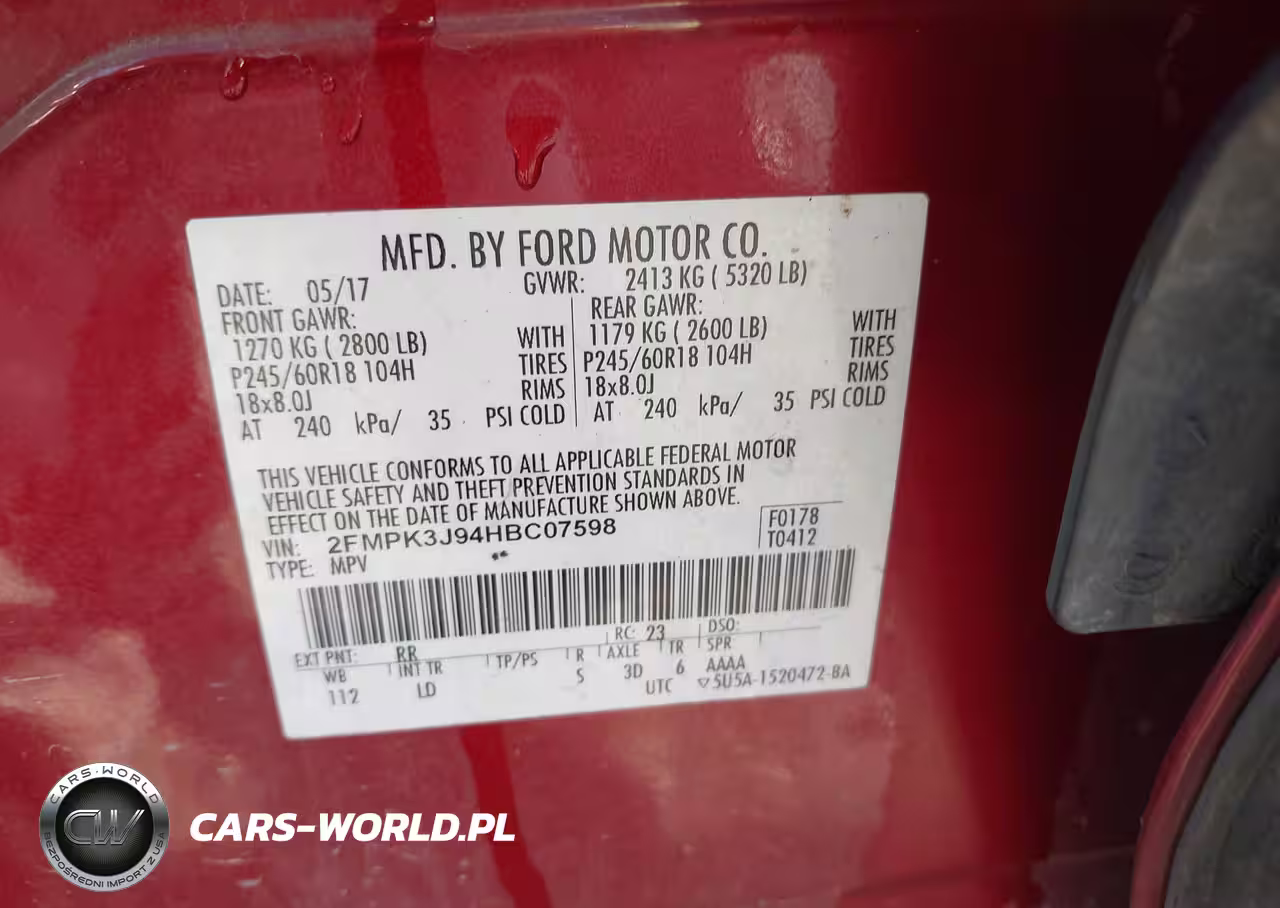 MFD. BY FORD MOTOR CO.
DATE: 05/17 GVWR: 2413 KG ( 5320 LB)
FRONT GAWR: REAR GAWR:
1270 KG ( 2800 LB) WITH 1179 KG ( 2600 LB) WITH
P245/60R18 104H TIRES P245/60R18 104H TIRES
18x8.0J RIMS 18x8.0J RIMS
AT 240 kPa/ 35 PSI COLD AT 240 kPa/ 35 PSI COLD
THIS VEHICLE CONFORMS TO ALL APPLICABLE FEDERAL MOTOR
VEHICLE SAFETY AND THEFT PREVENTION STANDARDS IN
EFFECT ON THE DATE OF MANUFACTURE SHOWN ABOVE.
VIN: 2FMPK3J94HBC07598 F0178
TYPE: MPV T0412
EXT PNT: RR RC: 23 DSO:
WB INT TR TP/PS R AXLE TR SPR
112 LD S 3D 6 AAAA
UTC ▽5U5A-1520472-BA
CARS-WORLD
CW
BEZPOŚREDNI IMPORT Z USA
CARS-WORLD.PL